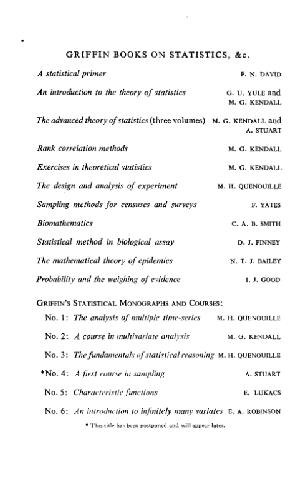 GRIFFIN BOOKS ON STATISTICS, &c.
A statistical primer F. N. DAVID
An introduction to the theory of statistics G. U. YULE and
M. G. KENDALL
The advanced theory of statistics (three volumes) M. G. KENDALL and
A. STUART
Rank correlation methods M. G. KENDALL
Exercises in theoretical statistics M. G. KENDALL
The design and analysis of experiment M. H. QUENOUILLE
Sampling methods for censuses and surveys F. YATES
Biomathematics C. A. B. SMITH
Statistical method in biological assay D. J. FINNEY
The mathematical theory of epidemics N. T. J. BAILEY
Probability and the weighing of evidence I. J. GOOD
GRIFFIN'S STATISTICAL MONOGRAPHS AND COURSES:
No. 1: The analysis of multiple time-series M. H. QUENOUILLE
No. 2: A course in multivariate analysis M. G. KENDALL
No. 3: The fundamentals of statistical reasoning M. H. QUENOUILLE
*No. 4: A first course in sampling A. STUART
No. 5: Characteristic functions E. LUKACS
No. 6: An introduction to infinitely many variates E. A. ROBINSON
* This title has been postponed and will appear later.